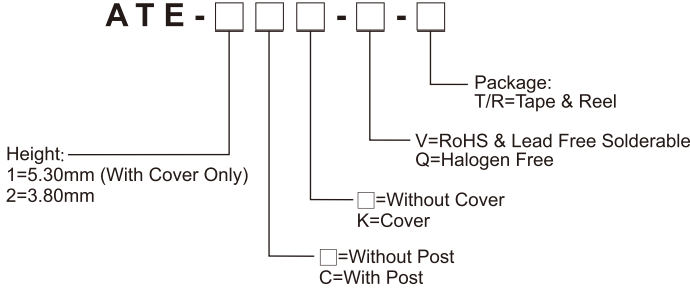 ATE-□□□-□-□
Package:
T/R=Tape & Reel
V=RoHS & Lead Free Solderable
Q=Halogen Free
Height:
1=5.30mm (With Cover Only)
2=3.80mm
□=Without Cover
K=Cover
□=Without Post
C=With Post